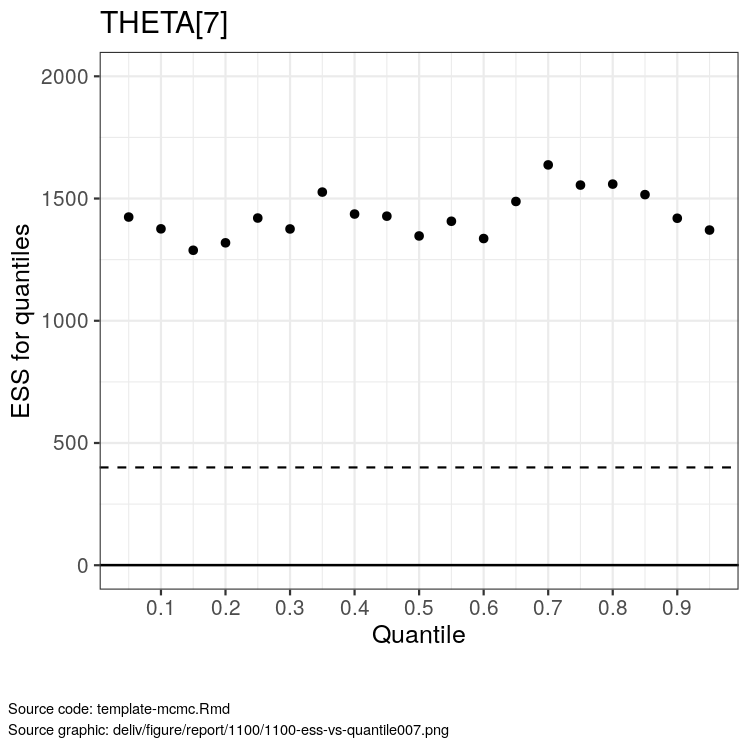 THETA[7]
2000
1500
1000
500
0
ESS for quantiles
0.1 0.2 0.3 0.4 0.5 0.6 0.7 0.8 0.9
Quantile
Source code: template-mcmc.Rmd
Source graphic: deliv/figure/report/1100/1100-ess-vs-quantile007.png